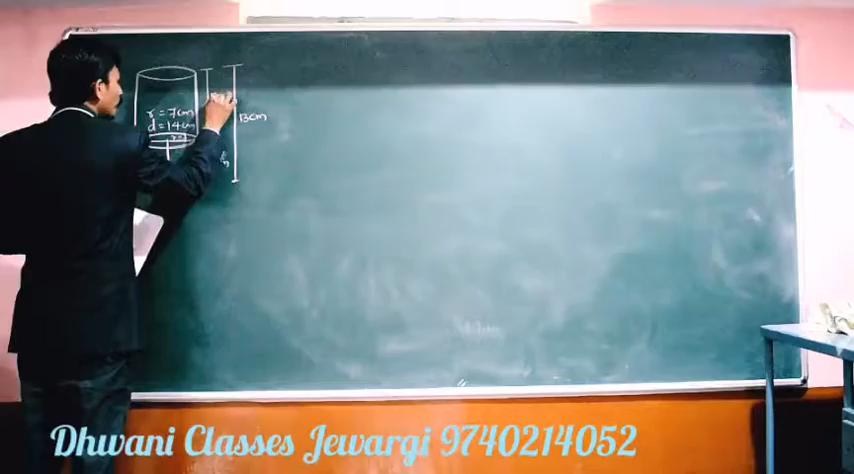 r = 7cm
d = 14cm
13cm
Dhwani Classes Jewargi 9740214052